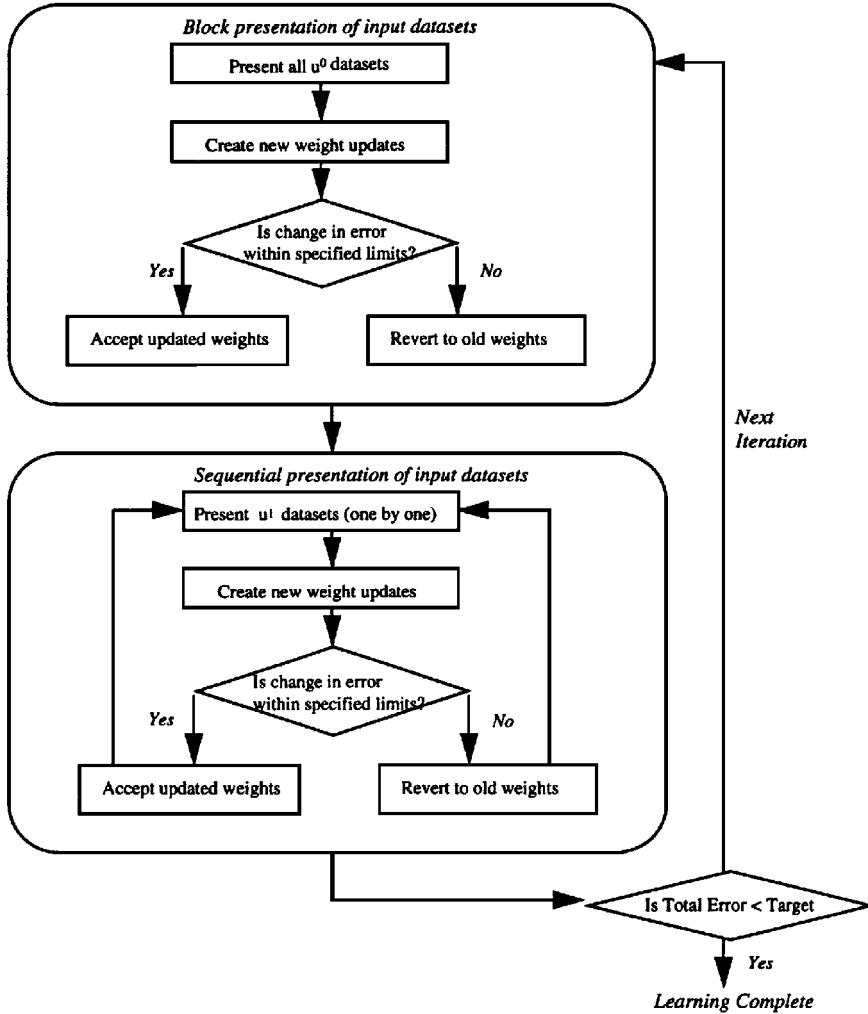 Block presentation of input datasets
Present all u⁰ datasets
Create new weight updates
Is change in error
within specified limits?
Yes
No
Accept updated weights
Revert to old weights
Next
Iteration
Sequential presentation of input datasets
Present u¹ datasets (one by one)
Create new weight updates
Is change in error
within specified limits?
Yes
No
Accept updated weights
Revert to old weights
Is Total Error < Target
Yes
Learning Complete